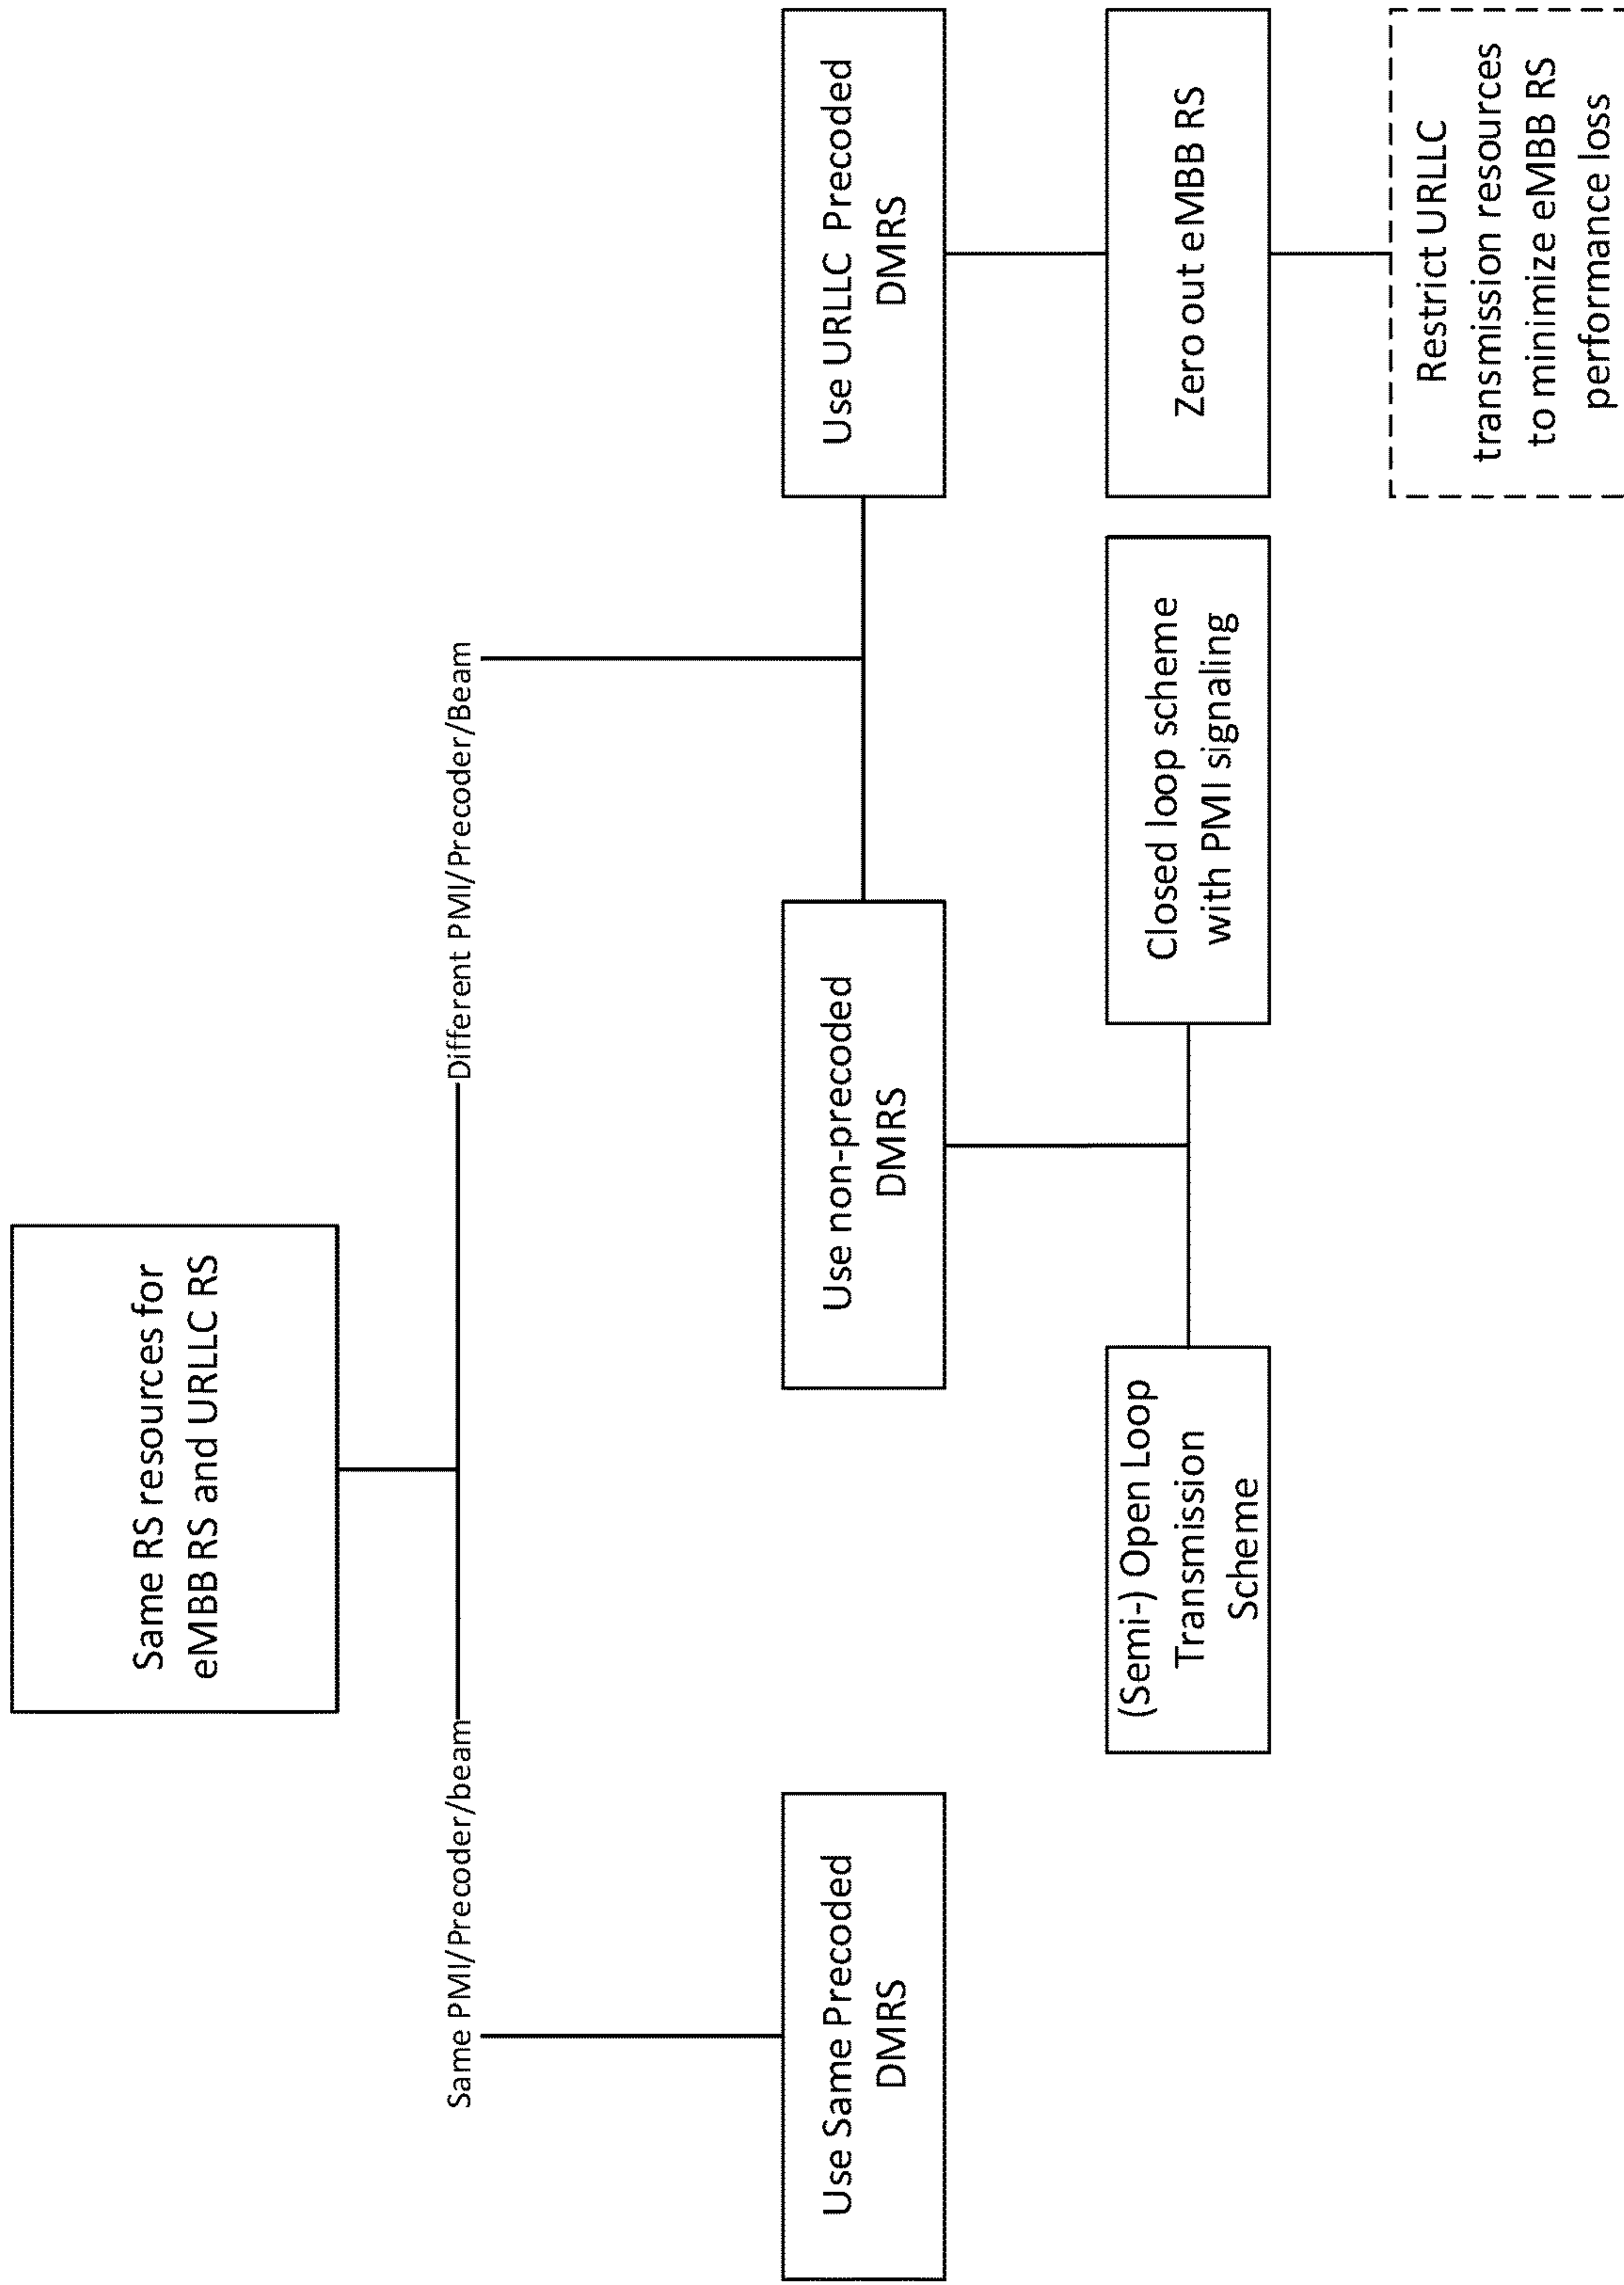 Same RS resources for
eMBB RS and URLLC RS
Same PMI/Precoder/beam
Different PMI/Precoder/Beam
Use Same Precoded
DMRS
Use non-precoded
DMRS
Use URLLC Precoded
DMRS
(Semi-) Open Loop
Transmission
Scheme
Closed loop scheme
with PMI signaling
Zero out eMBB RS
Restrict URLLC
transmission resources
to minimize eMBB RS
performance loss